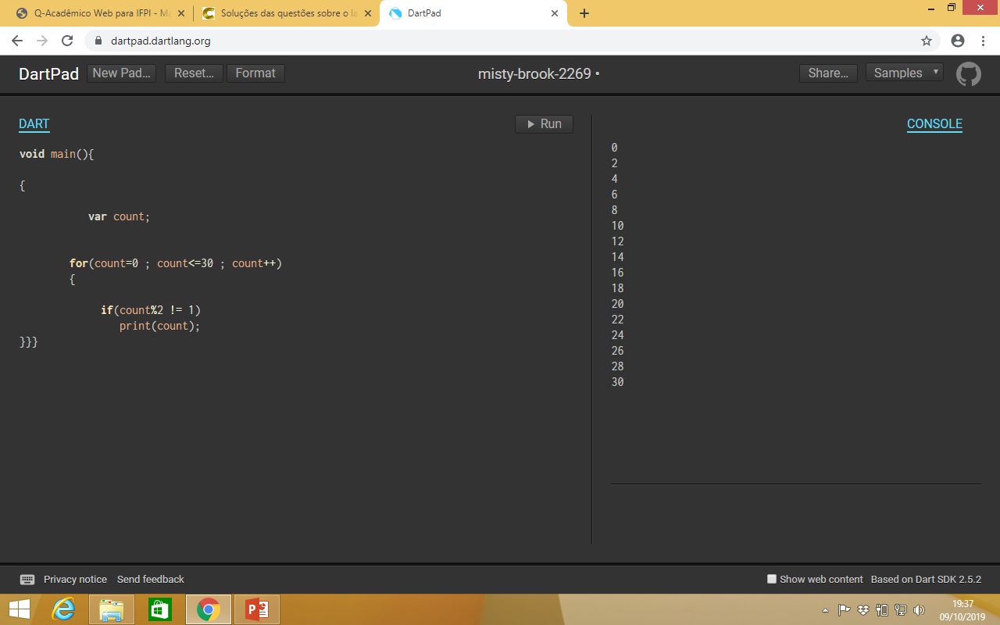 Q-Acadêmico Web para IFPI - Ma
Soluções das questões sobre o la
DartPad
dartpad.dartlang.org
DartPad
New Pad...
Reset...
Format
misty-brook-2269 •
Share...
Samples
DART
Run
CONSOLE
void main(){
{
var count;
for(count=0 ; count<=30 ; count++)
{
if(count%2 != 1)
print(count);
}}}
0
2
4
6
8
10
12
14
16
18
20
22
24
26
28
30
Privacy notice
Send feedback
Show web content
Based on Dart SDK 2.5.2
19:37
09/10/2019